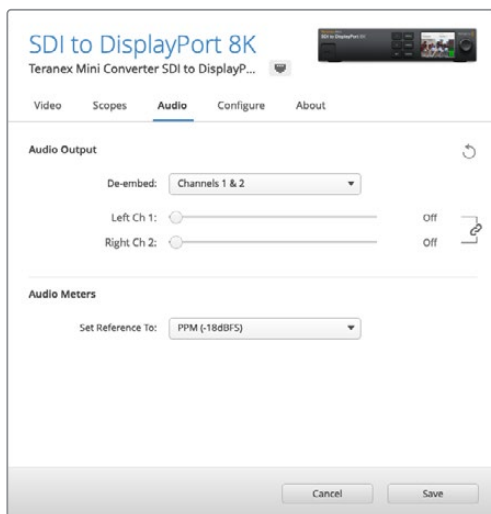 SDI to DisplayPort 8K
Teranex Mini Converter SDI to DisplayP...
Video Scopes Audio Configure About
Audio Output
De-embed: Channels 1 & 2
Left Ch 1: Off
Right Ch 2: Off
Audio Meters
Set Reference To: PPM (-18dBFS)
Cancel Save